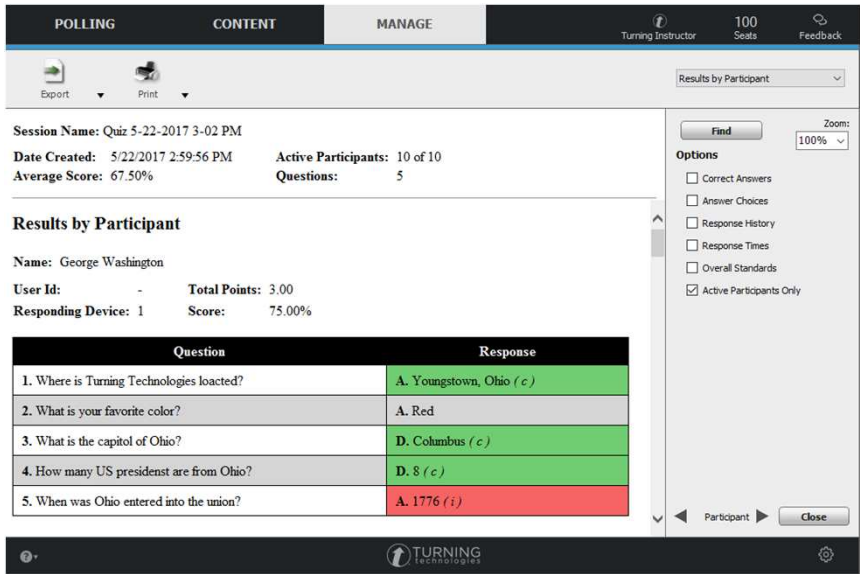 POLLING CONTENT MANAGE
Turning Instructor
100 Seats
Feedback
Export
Print
Results by Participant
Session Name: Quiz 5-22-2017 3-02 PM
Date Created: 5/22/2017 2:59:56 PM Active Participants: 10 of 10
Average Score: 67.50% Questions: 5
Results by Participant
Name: George Washington
User Id: - Total Points: 3.00
Responding Device: 1 Score: 75.00%
Question Response
1. Where is Turning Technologies loacted? A. Youngstown, Ohio ( c )
2. What is your favorite color? A. Red
3. What is the capitol of Ohio? D. Columbus ( c )
4. How many US presidenst are from Ohio? D. 8 ( c )
5. When was Ohio entered into the union? A. 1776 ( i )
Find
Zoom:
100%
Options
Correct Answers
Answer Choices
Response History
Response Times
Overall Standards
Active Participants Only
Participant
Close
?
t TURNING
technologies